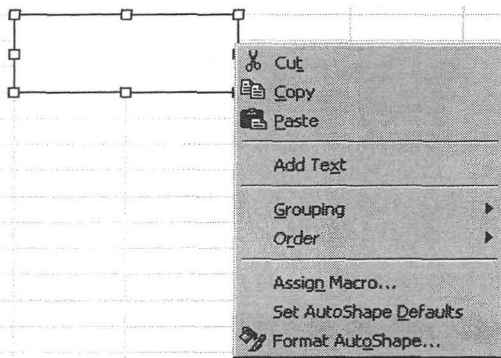 Cut
Copy
Paste
Add Text
Grouping
Order
Assign Macro...
Set AutoShape Defaults
Format AutoShape...